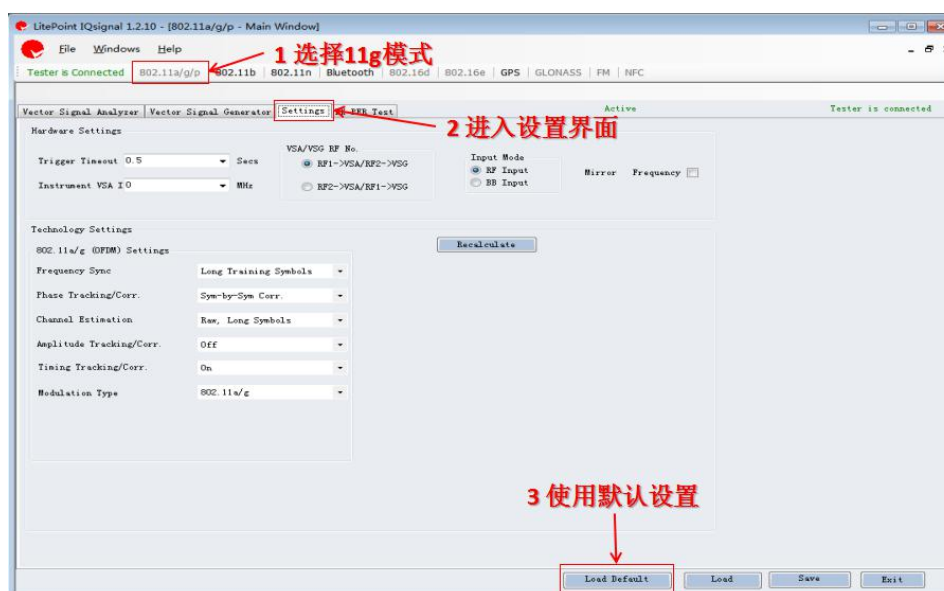 LitePoint IQsignal 1.2.10 - [802.11a/g/p - Main Window]
File Windows Help
1 选择11g模式
Tester is Connected 802.11a/g/p 802.11b 802.11n Bluetooth 802.16d 802.16e GPS GLONASS FM NFC
Vector Signal Analyzer Vector Signal Generator Settings PER Test Active Tester is connected
2 进入设置界面
Hardware Settings
VSA/VSG RF No.
Trigger Timeout 0.5 Secs
RF1->VSA/RF2->VSG
Input Mode
RF Input
Mirror Frequency
Instrument VSA I 0 MHz
RF2->VSA/RF1->VSG
BB Input
Technology Settings
802.11a/g (OFDM) Settings
Recalculate
Frequency Sync Long Training Symbols
Phase Tracking/Corr. Sym-by-Sym Corr.
Channel Estimation Raw, Long Symbols
Amplitude Tracking/Corr. Off
Timing Tracking/Corr. On
Modulation Type 802.11a/g
3 使用默认设置
Load Default Load Save Exit